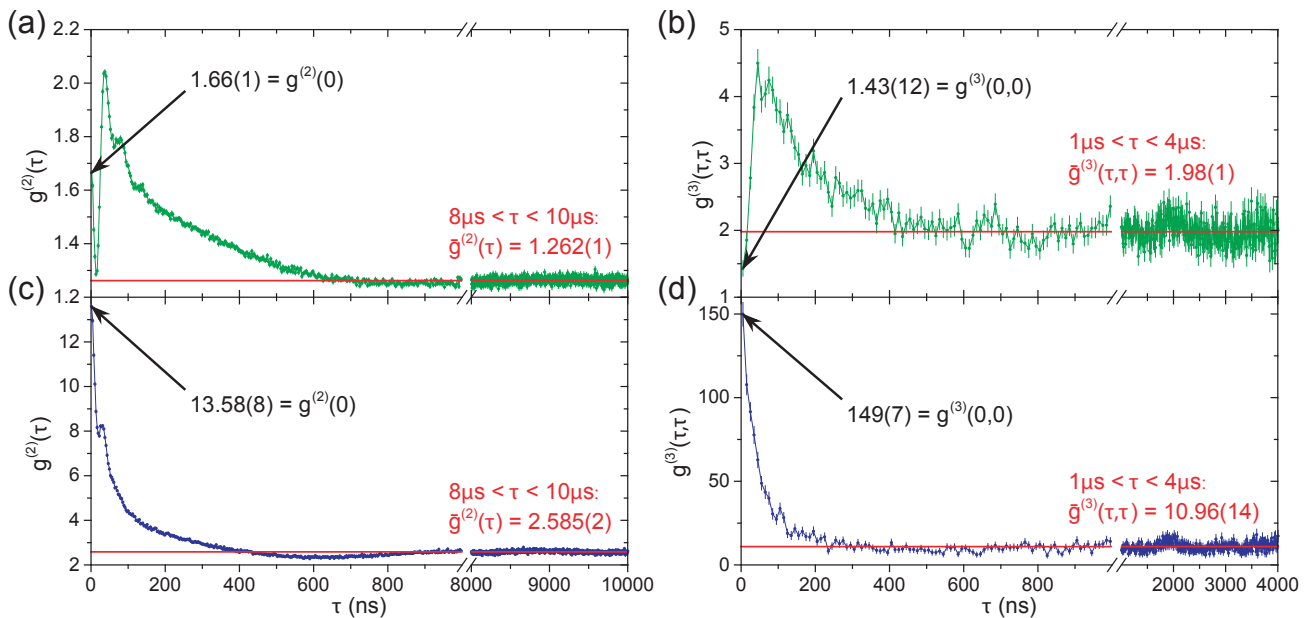 (a)
2.2
2.0
1.8
1.6
1.4
1.2
g(2)(τ)
1.66(1) = g(2)(0)
8µs < τ < 10µs:
ḡ(2)(τ) = 1.262(1)
(b)
5
4
3
2
1
g(3)(τ,τ)
1.43(12) = g(3)(0,0)
1µs < τ < 4µs:
ḡ(3)(τ,τ) = 1.98(1)
(c)
12
10
8
6
4
2
g(2)(τ)
13.58(8) = g(2)(0)
8µs < τ < 10µs:
ḡ(2)(τ) = 2.585(2)
0 200 400 600 800 8000 9000 10000
τ (ns)
(d)
150
100
50
0
g(3)(τ,τ)
149(7) = g(3)(0,0)
1µs < τ < 4µs:
ḡ(3)(τ,τ) = 10.96(14)
0 200 400 600 800 2000 3000 4000
τ (ns)